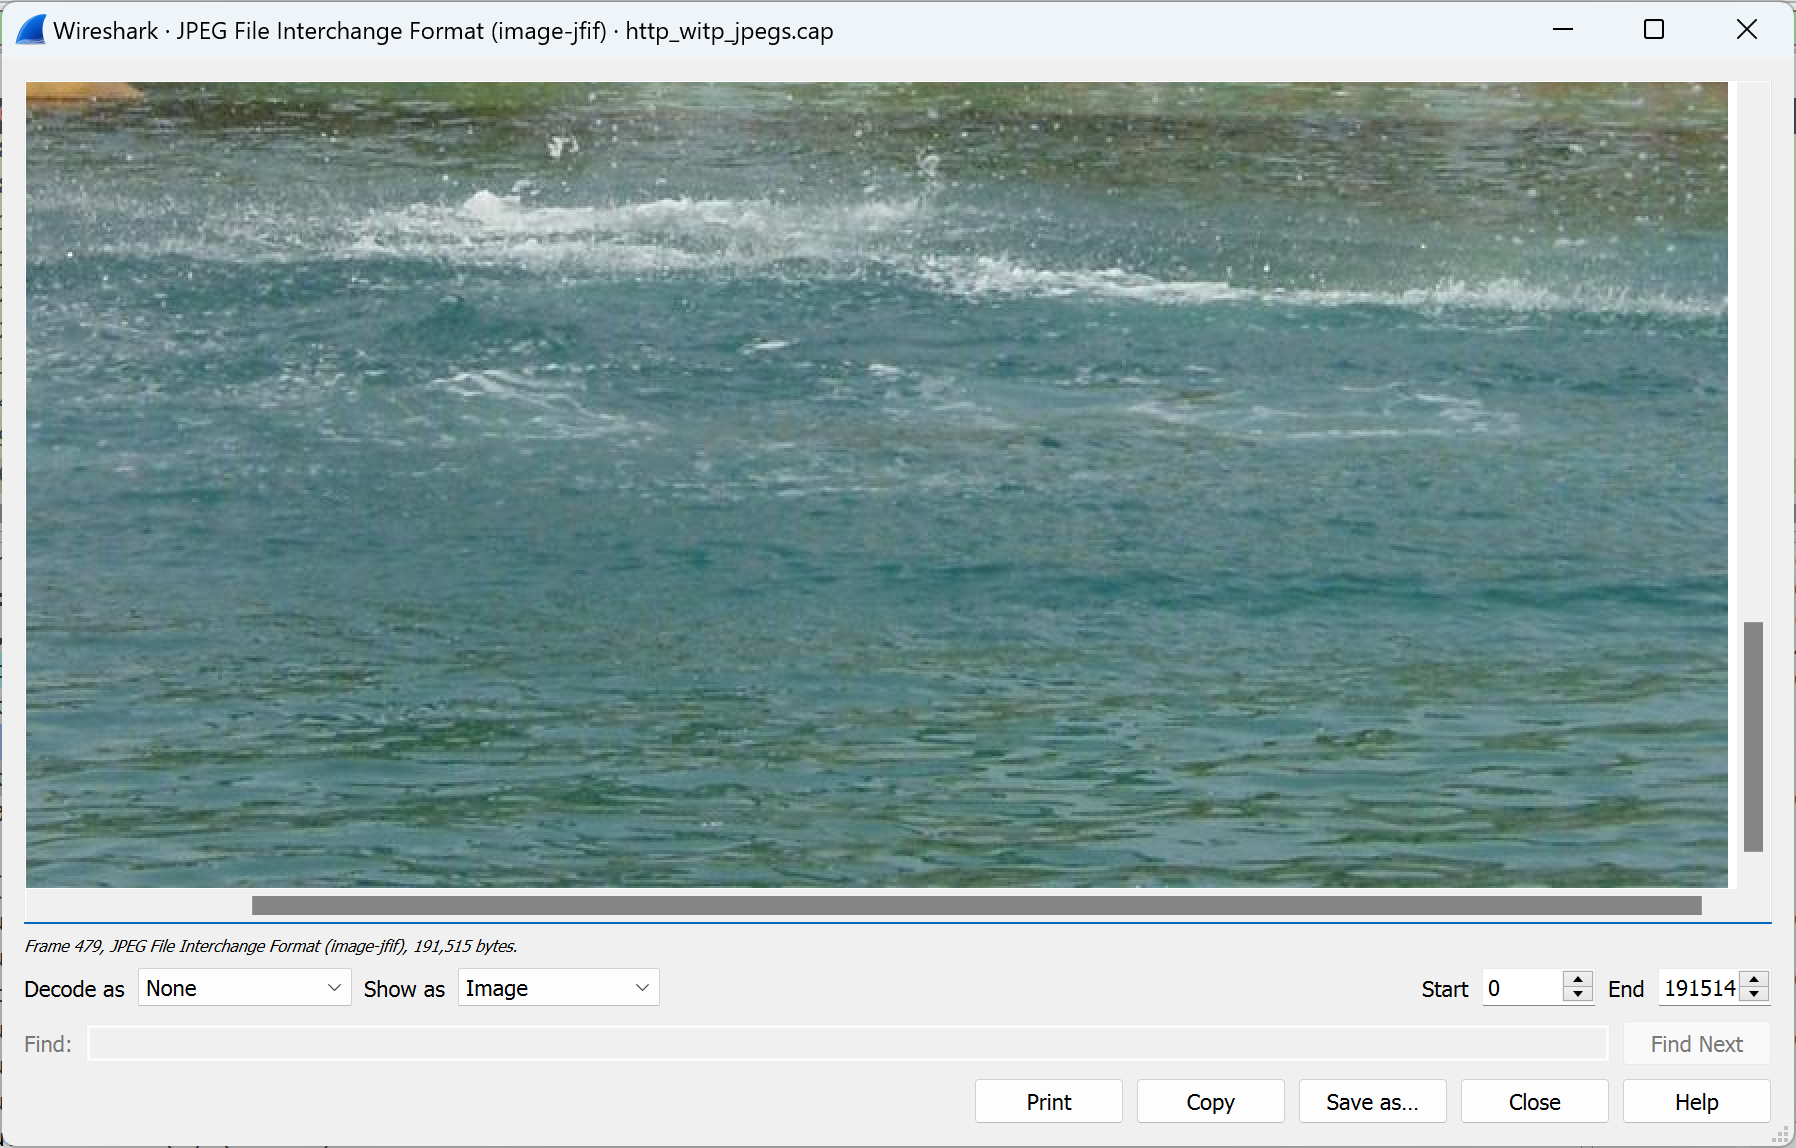 Wireshark · JPEG File Interchange Format (image-jfif) · http_witp_jpegs.cap
Frame 479, JPEG File Interchange Format (image-jfif), 191,515 bytes.
Decode as None Show as Image Start 0 End 191514
Find: Find Next
Print Copy Save as… Close Help